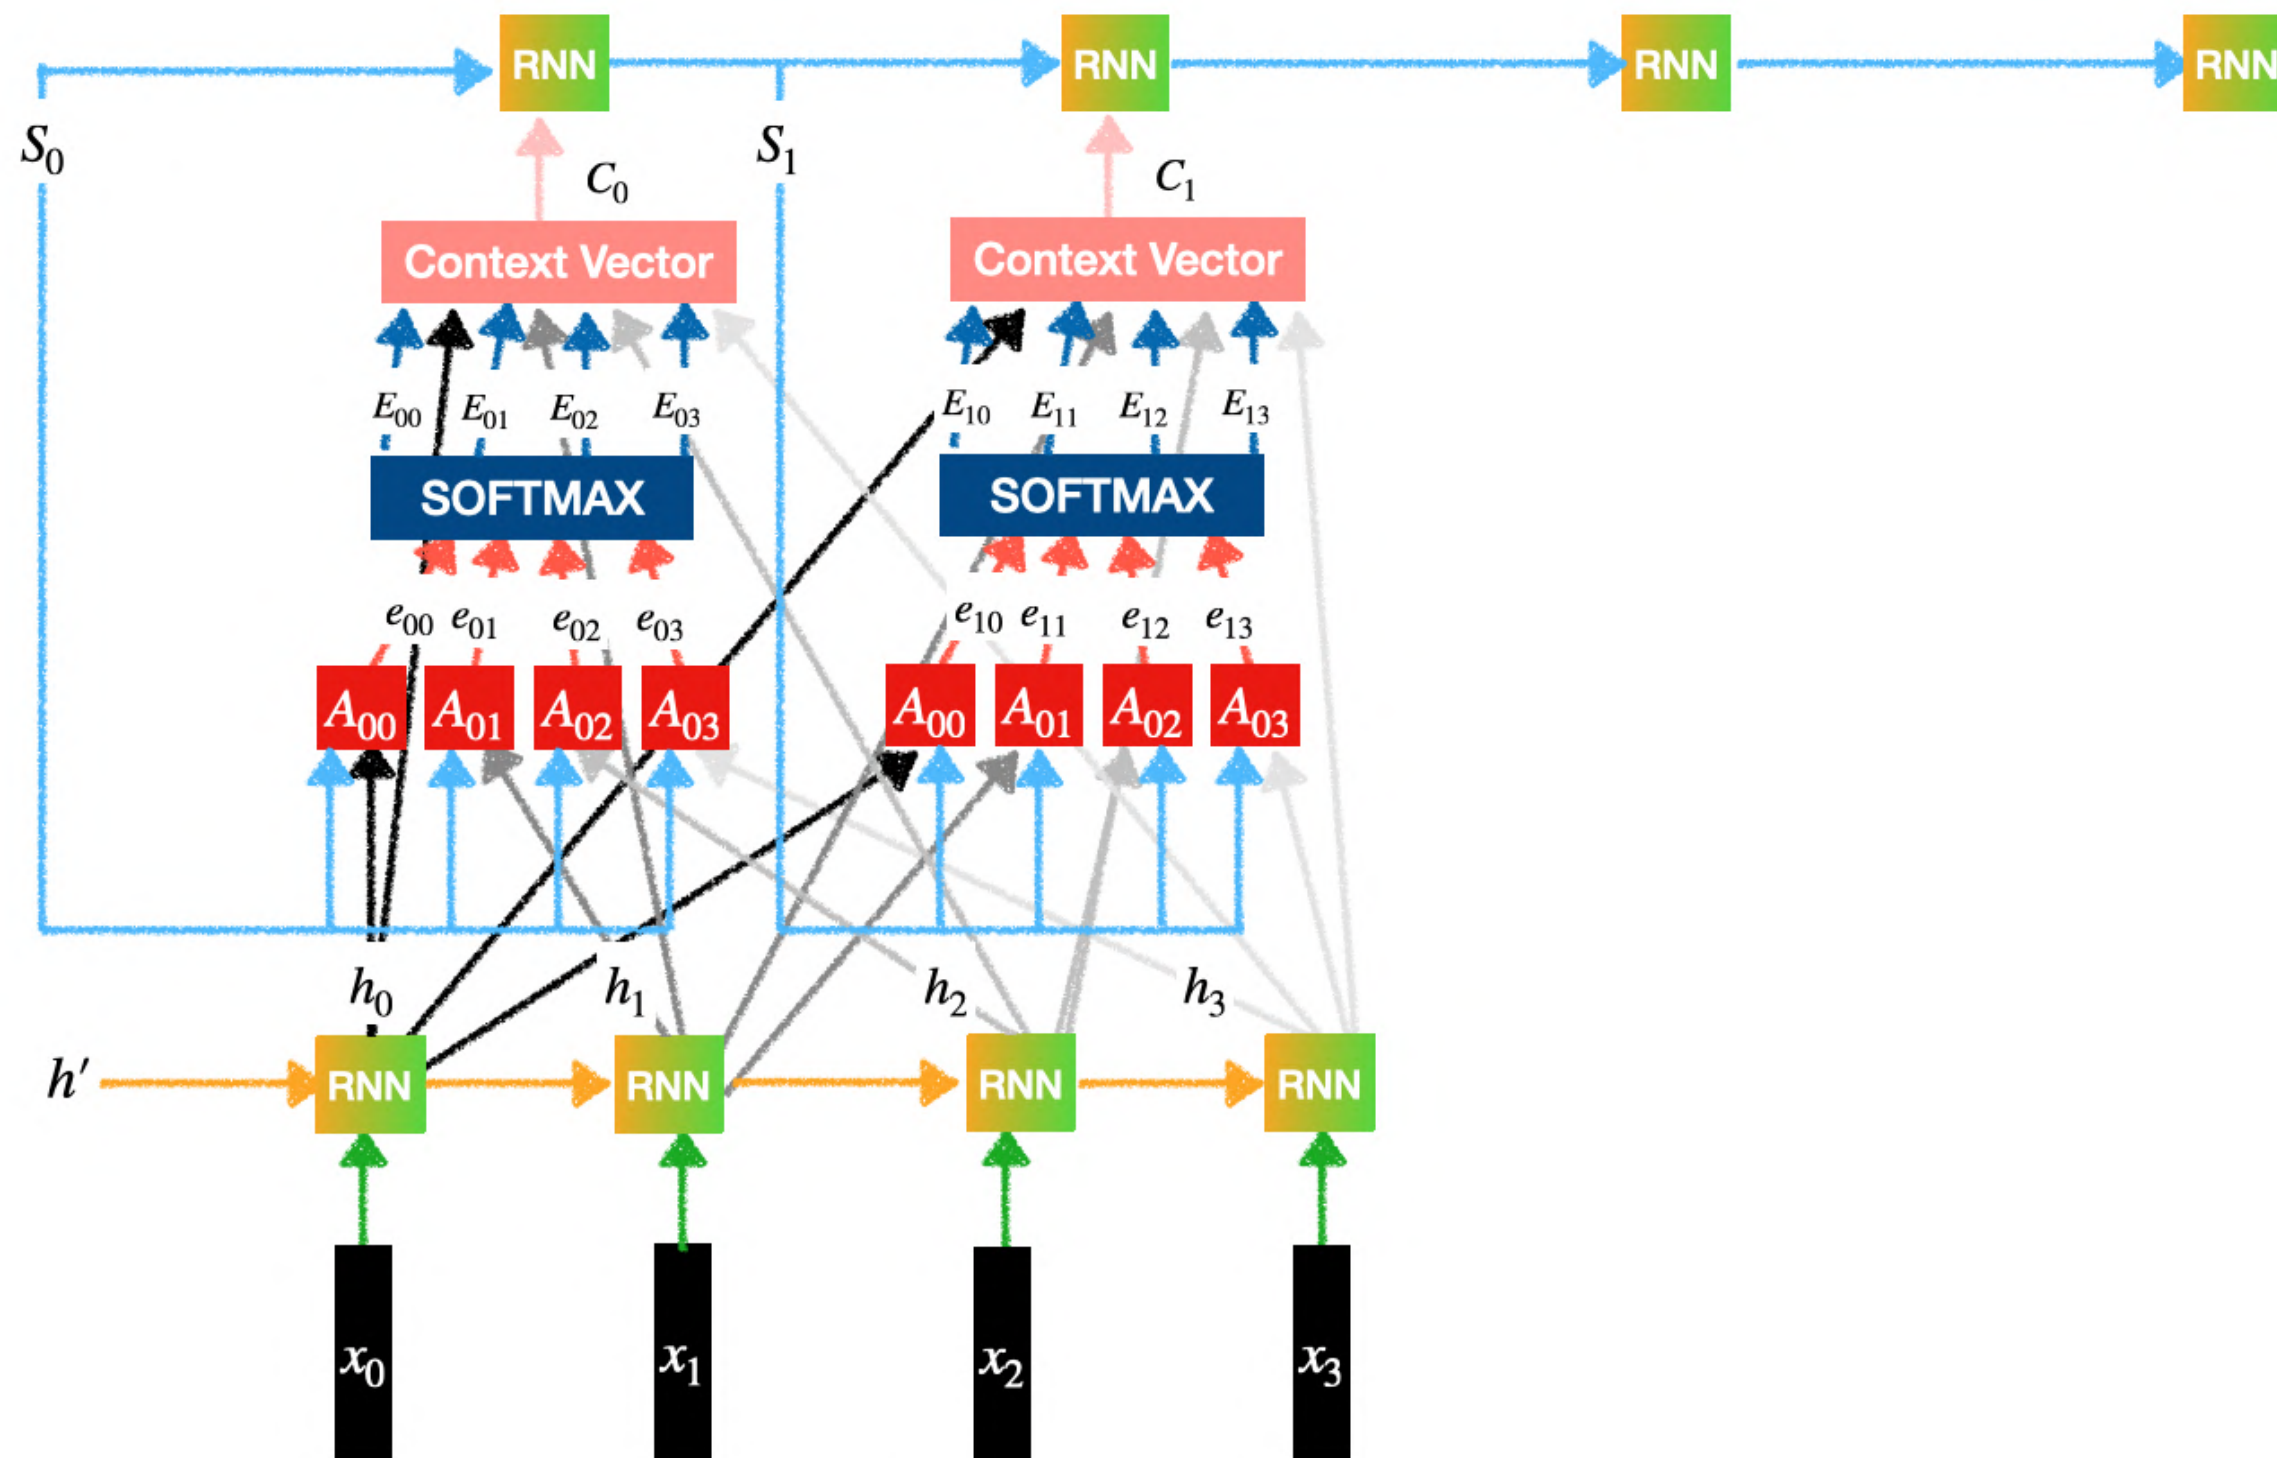 RNN RNN RNN RNN
S0 S1
C0 C1
Context Vector Context Vector
E00 E01 E02 E03 E10 E11 E12 E13
SOFTMAX SOFTMAX
e00 e01 e02 e03 e10 e11 e12 e13
A00 A01 A02 A03 A00 A01 A02 A03
h0 h1 h2 h3
h′ RNN RNN RNN RNN
x0 x1 x2 x3